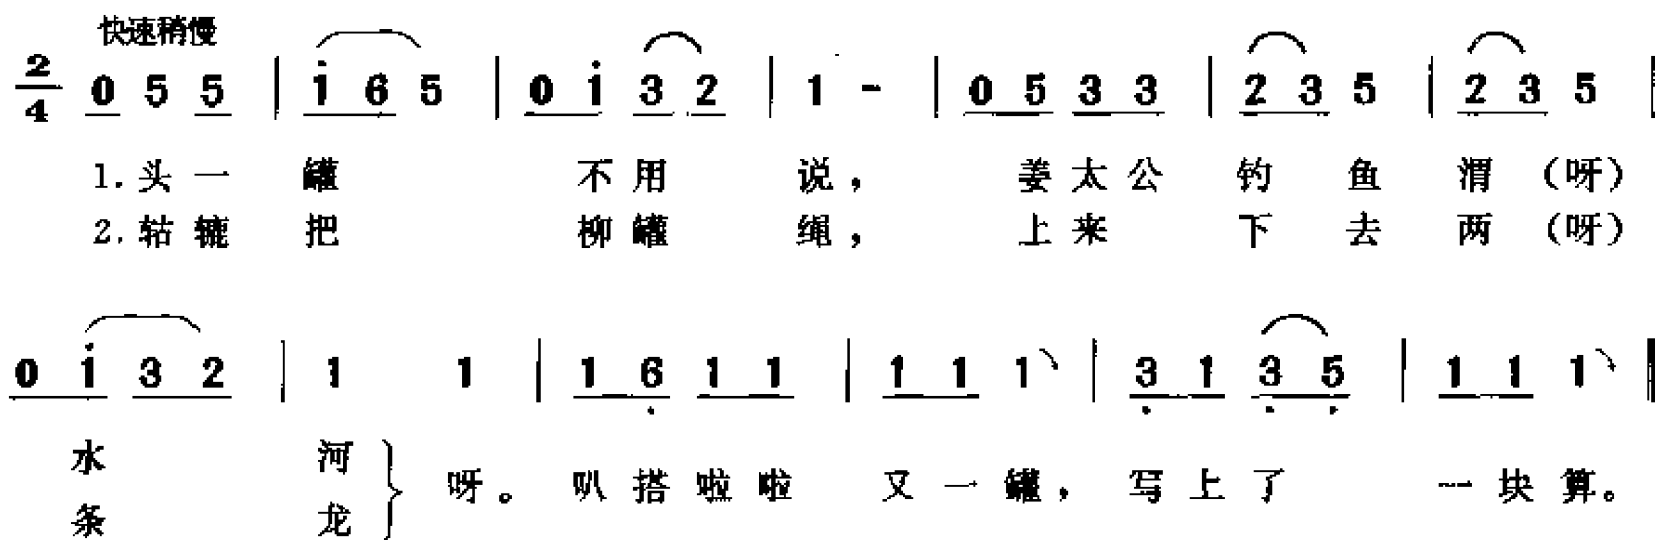 快速稍慢
2/4 0 5 5 | i 6 5 | 0 i 3 2 | 1 - | 0 5 3 3 | 2 3 5 | 2 3 5 |
1.头一 罐 不用 说， 姜太公 钓 鱼 渭 (呀)
2.轱辘 把 柳罐 绳， 上来 下 去 两 (呀)
0 i 3 2 | 1 1 | 1 6 1 1 | 1 1 1 | 3 1 3 5 | 1 1 1
水 河 呀。 叭搭啦啦 又一罐，写上了 一块算。
条 龙